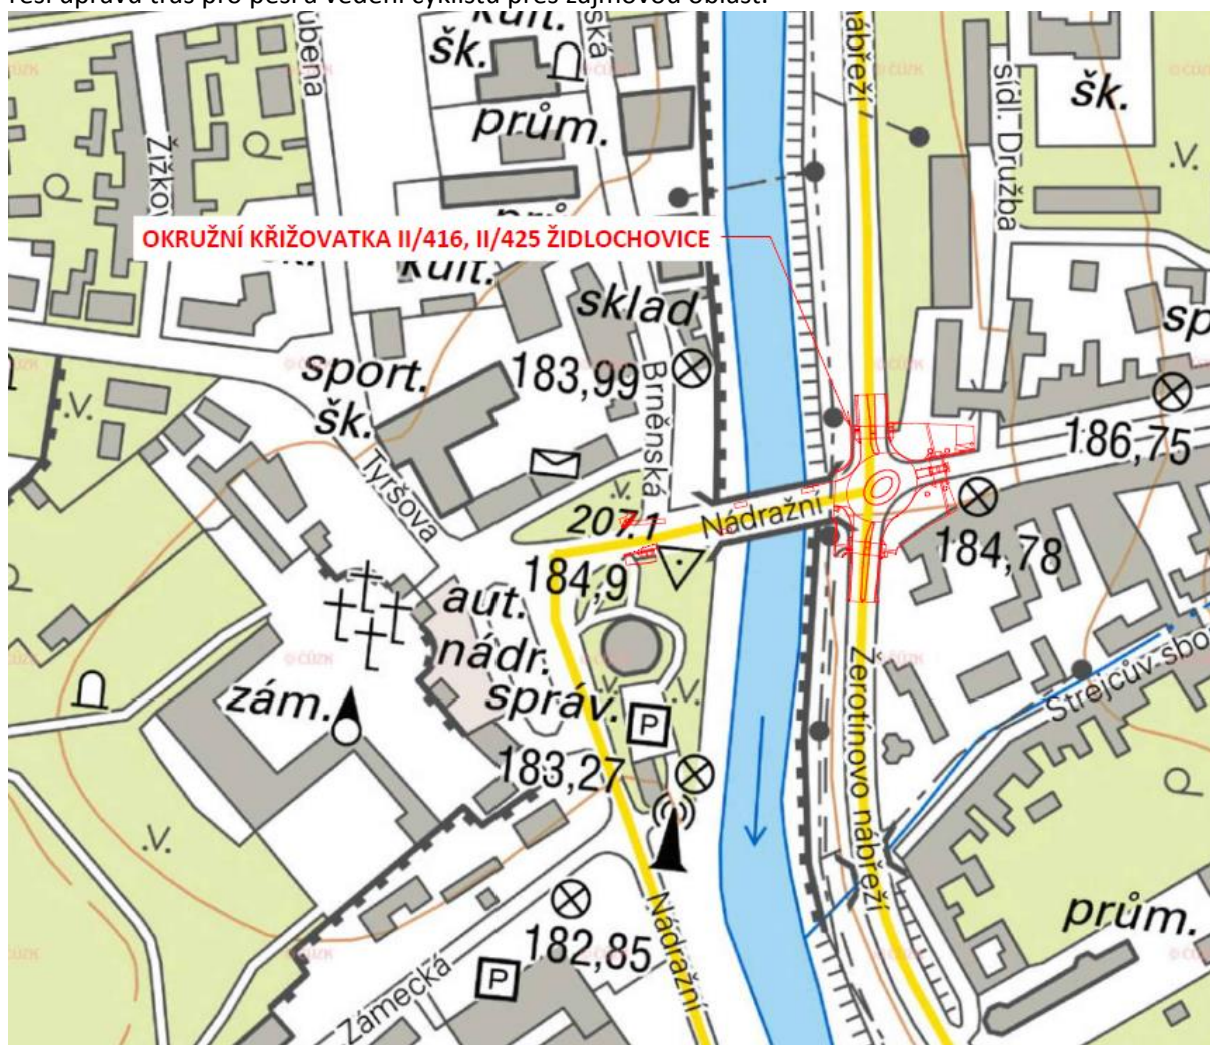 řeší úprava tras pro pěší a vedení cyklistů přes zájmovou oblast.
kult.
šk.
prům.
šk.
sídl. Družba
nábřeží
OKRUŽNÍ KŘIŽOVATKA II/416, II/425 ŽIDLOCHOVICE
kult.
sklad
sport.
šk.
183,99
Brněnská
186,75
Tyršova
207.1
Nádražní
184,9
184,78
aut.
nádr.
správ.
P
zám.
183,27
Žerotínovo nábřeží
Strejcův sbor
prům.
182,85
P
Zámecká
Nádražní
© ČÚZK